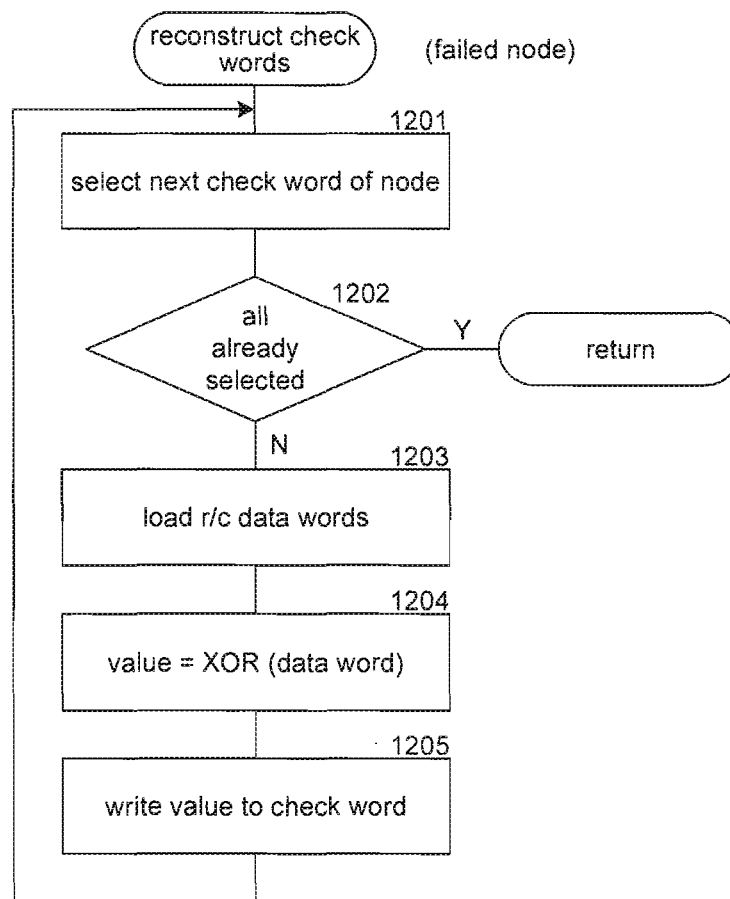 reconstruct check
words
(failed node)
1201
select next check word of node
1202
all
already
selected
Y
return
N
1203
load r/c data words
1204
value = XOR (data word)
1205
write value to check word